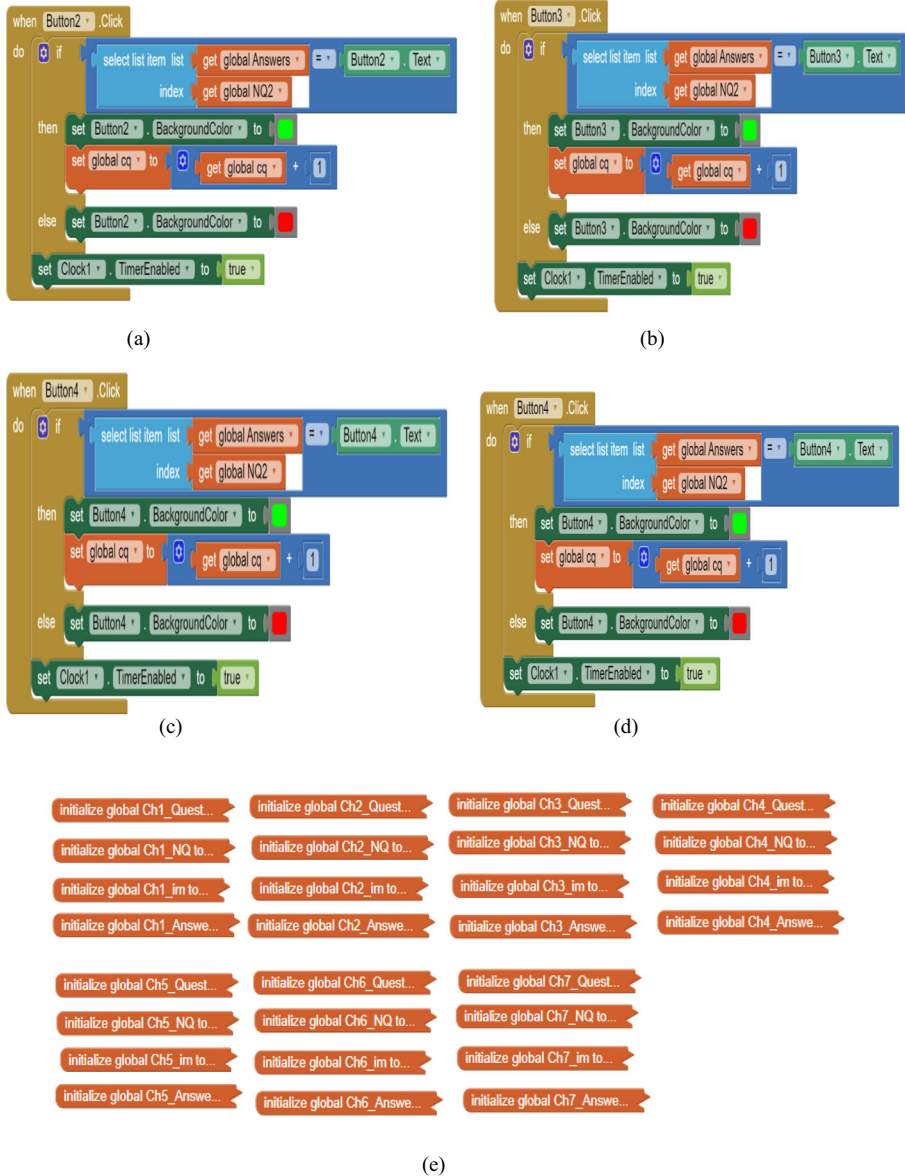 when Button2 .Click
do if select list item list get global Answers = Button2 . Text
index get global NQ2
then set Button2 . BackgroundColor to
set global cq to get global cq + 1
else set Button2 . BackgroundColor to
set Clock1 . TimerEnabled to true
(a)
when Button3 .Click
do if select list item list get global Answers = Button3 . Text
index get global NQ2
then set Button3 . BackgroundColor to
set global cq to get global cq + 1
else set Button3 . BackgroundColor to
set Clock1 . TimerEnabled to true
(b)
when Button4 .Click
do if select list item list get global Answers = Button4 . Text
index get global NQ2
then set Button4 . BackgroundColor to
set global cq to get global cq + 1
else set Button4 . BackgroundColor to
set Clock1 . TimerEnabled to true
(c)
when Button4 .Click
do if select list item list get global Answers = Button4 . Text
index get global NQ2
then set Button4 . BackgroundColor to
set global cq to get global cq + 1
else set Button4 . BackgroundColor to
set Clock1 . TimerEnabled to true
(d)
initialize global Ch1_Quest... initialize global Ch2_Quest... initialize global Ch3_Quest... initialize global Ch4_Quest...
initialize global Ch1_NQ to... initialize global Ch2_NQ to... initialize global Ch3_NQ to... initialize global Ch4_NQ to...
initialize global Ch1_im to... initialize global Ch2_im to... initialize global Ch3_im to... initialize global Ch4_im to...
initialize global Ch1_Answe... initialize global Ch2_Answe... initialize global Ch3_Answe... initialize global Ch4_Answe...
initialize global Ch5_Quest... initialize global Ch6_Quest... initialize global Ch7_Quest...
initialize global Ch5_NQ to... initialize global Ch6_NQ to... initialize global Ch7_NQ to...
initialize global Ch5_im to... initialize global Ch6_im to... initialize global Ch7_im to...
initialize global Ch5_Answe... initialize global Ch6_Answe... initialize global Ch7_Answe...
(e)